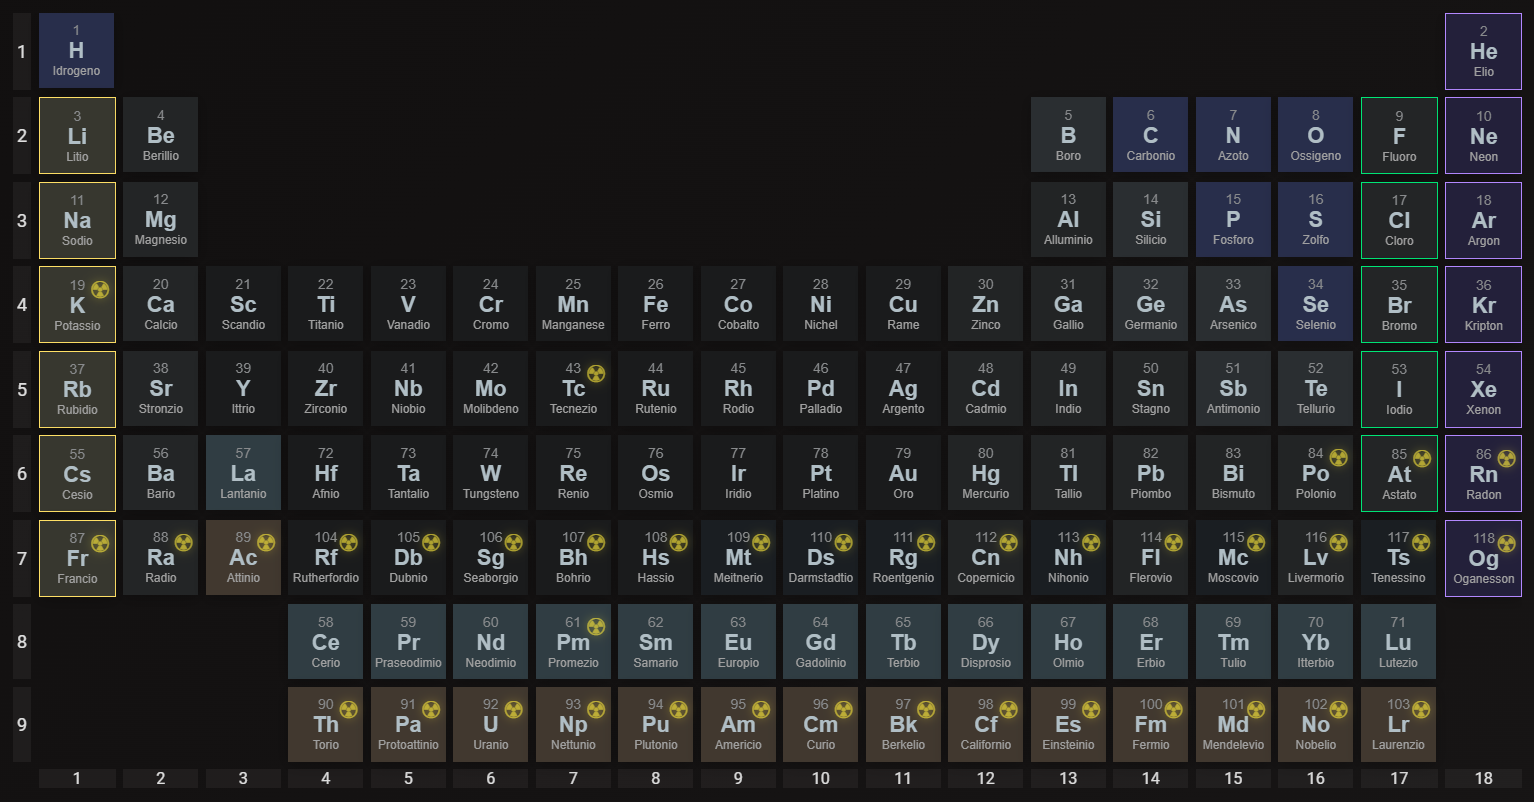 1
1
H
Idrogeno
2
He
Elio
2
3
Li
Litio
4
Be
Berillio
5
B
Boro
6
C
Carbonio
7
N
Azoto
8
O
Ossigeno
9
F
Fluoro
10
Ne
Neon
3
11
Na
Sodio
12
Mg
Magnesio
13
Al
Alluminio
14
Si
Silicio
15
P
Fosforo
16
S
Zolfo
17
Cl
Cloro
18
Ar
Argon
4
19
K
Potassio
20
Ca
Calcio
21
Sc
Scandio
22
Ti
Titanio
23
V
Vanadio
24
Cr
Cromo
25
Mn
Manganese
26
Fe
Ferro
27
Co
Cobalto
28
Ni
Nichel
29
Cu
Rame
30
Zn
Zinco
31
Ga
Gallio
32
Ge
Germanio
33
As
Arsenico
34
Se
Selenio
35
Br
Bromo
36
Kr
Kripton
5
37
Rb
Rubidio
38
Sr
Stronzio
39
Y
Ittrio
40
Zr
Zirconio
41
Nb
Niobio
42
Mo
Molibdeno
43
Tc
Tecnezio
44
Ru
Rutenio
45
Rh
Rodio
46
Pd
Palladio
47
Ag
Argento
48
Cd
Cadmio
49
In
Indio
50
Sn
Stagno
51
Sb
Antimonio
52
Te
Tellurio
53
I
Iodio
54
Xe
Xenon
6
55
Cs
Cesio
56
Ba
Bario
57
La
Lantanio
72
Hf
Afnio
73
Ta
Tantalio
74
W
Tungsteno
75
Re
Renio
76
Os
Osmio
77
Ir
Iridio
78
Pt
Platino
79
Au
Oro
80
Hg
Mercurio
81
Tl
Tallio
82
Pb
Piombo
83
Bi
Bismuto
84
Po
Polonio
85
At
Astato
86
Rn
Radon
7
87
Fr
Francio
88
Ra
Radio
89
Ac
Attinio
104
Rf
Rutherfordio
105
Db
Dubnio
106
Sg
Seaborgio
107
Bh
Bohrio
108
Hs
Hassio
109
Mt
Meitnerio
110
Ds
Darmstadtio
111
Rg
Roentgenio
112
Cn
Copernicio
113
Nh
Nihonio
114
Fl
Flerovio
115
Mc
Moscovio
116
Lv
Livermorio
117
Ts
Tenessino
118
Og
Oganesson
8
58
Ce
Cerio
59
Pr
Praseodimio
60
Nd
Neodimio
61
Pm
Promezio
62
Sm
Samario
63
Eu
Europio
64
Gd
Gadolinio
65
Tb
Terbio
66
Dy
Disprosio
67
Ho
Olmio
68
Er
Erbio
69
Tm
Tulio
70
Yb
Itterbio
71
Lu
Lutezio
9
90
Th
Torio
91
Pa
Protoattinio
92
U
Uranio
93
Np
Nettunio
94
Pu
Plutonio
95
Am
Americio
96
Cm
Curio
97
Bk
Berkelio
98
Cf
Californio
99
Es
Einsteinio
100
Fm
Fermio
101
Md
Mendelevio
102
No
Nobelio
103
Lr
Laurenzio
1 2 3 4 5 6 7 8 9 10 11 12 13 14 15 16 17 18